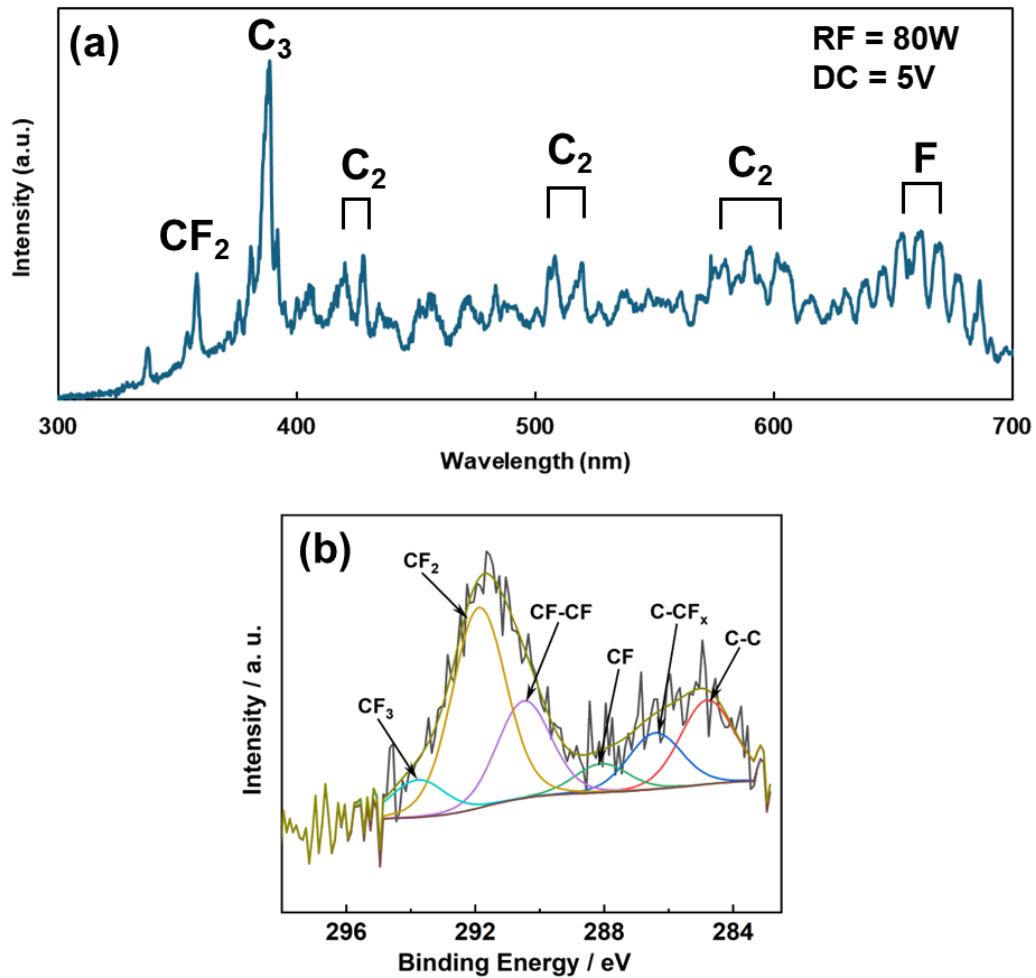 (a)
C₃
RF = 80W
DC = 5V
C₂
C₂
C₂
F
CF₂
Intensity (a.u.)
300
400
500
600
700
Wavelength (nm)
(b)
CF₂
CF-CF
C-CFₓ
CF
C-C
CF₃
Intensity / a. u.
296
292
288
284
Binding Energy / eV